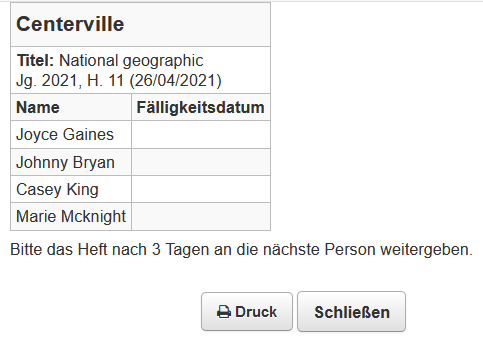 Centerville
Titel: National geographic
Jg. 2021, H. 11 (26/04/2021)
Name Fälligkeitsdatum
Joyce Gaines
Johnny Bryan
Casey King
Marie Mcknight
Bitte das Heft nach 3 Tagen an die nächste Person weitergeben.
Druck Schließen